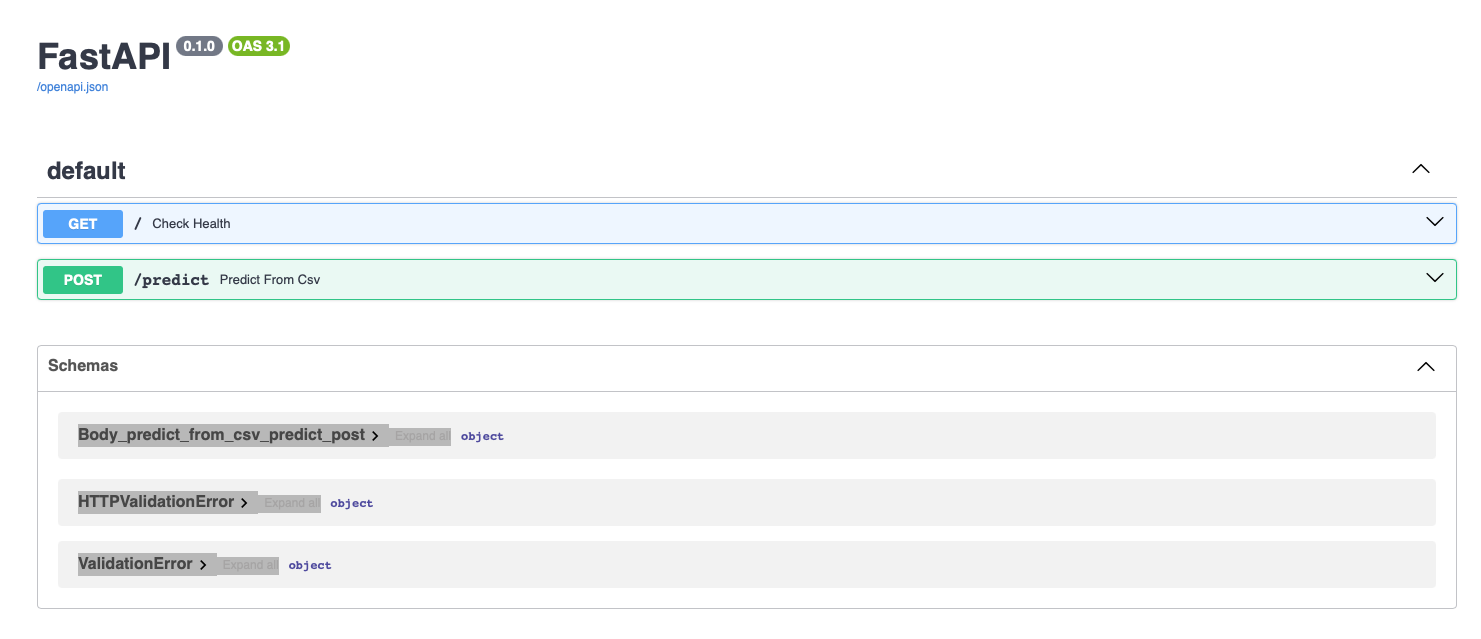 FastAPI 0.1.0 OAS 3.1
/openapi.json
default
GET / Check Health
POST /predict Predict From Csv
Schemas
Body_predict_from_csv_predict_post Expand all object
HTTPValidationError Expand all object
ValidationError Expand all object